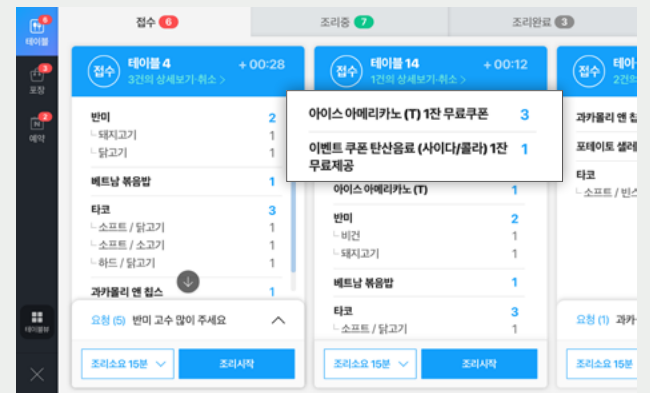 접수 6
조리중 7
조리완료 3
6
테이블
3
포장
2
예약
테이블뷰
접수
테이블 4
+ 00:28
3건의 상세보기·취소 >
반미 2
└ 돼지고기 1
└ 닭고기 1
베트남 볶음밥 1
타코 3
└ 소프트 / 닭고기 1
└ 소프트 / 소고기 1
└ 하드 / 닭고기 1
과카몰리 앤 칩스 1
요청 (5) 반미 고수 많이 주세요
조리소요 15분
조리시작
접수
테이블 14
+ 00:12
1건의 상세보기·취소 >
아이스 아메리카노 (T) 1잔 무료쿠폰 3
이벤트 쿠폰 탄산음료 (사이다/콜라) 1잔 1
무료제공
아이스 아메리카노 (T) 1
반미 2
└ 비건 1
└ 돼지고기 1
베트남 볶음밥 1
타코 3
└ 소프트 / 닭고기 1
조리소요 15분
조리시작
접수
테이
2건의
과카몰리 앤 칩
포테이토 샐러
타코
└ 소프트 / 빈
요청 (1) 과카
조리소요 15분